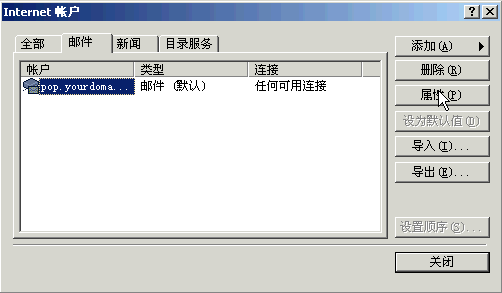 Internet 帐户
全部 邮件 新闻 目录服务
帐户 类型 连接
pop.yourdoma... 邮件 (默认) 任何可用连接
添加(A)
删除(R)
属性(P)
设为默认值(D)
导入(I)...
导出(E)...
设置顺序(S)...
关闭